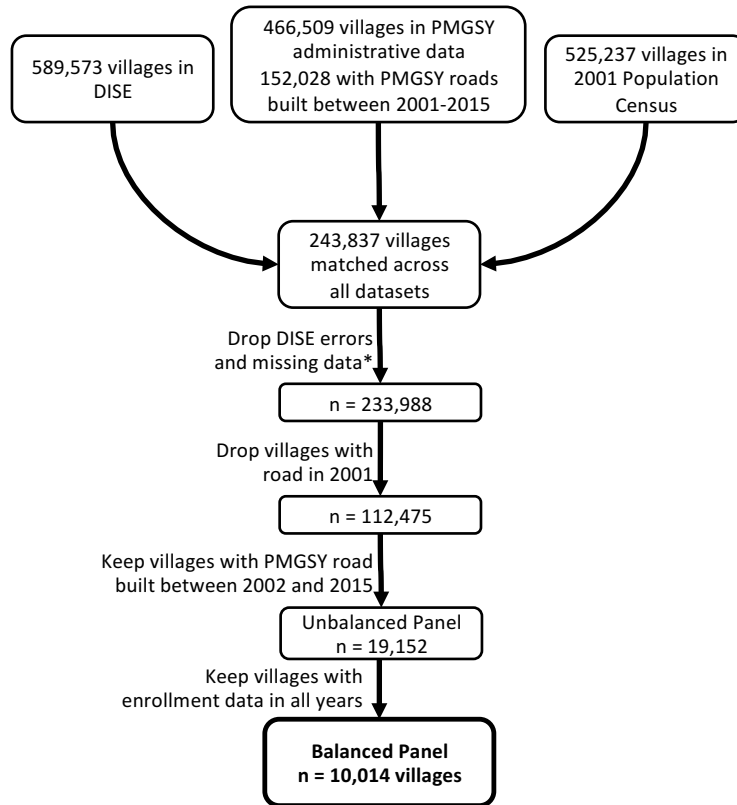 589,573 villages in
DISE
466,509 villages in PMGSY
administrative data
152,028 with PMGSY roads
built between 2001-2015
525,237 villages in
2001 Population
Census
243,837 villages
matched across
all datasets
Drop DISE errors
and missing data*
n = 233,988
Drop villages with
road in 2001
n = 112,475
Keep villages with PMGSY road
built between 2002 and 2015
Unbalanced Panel
n = 19,152
Keep villages with
enrollment data in all years
Balanced Panel
n = 10,014 villages